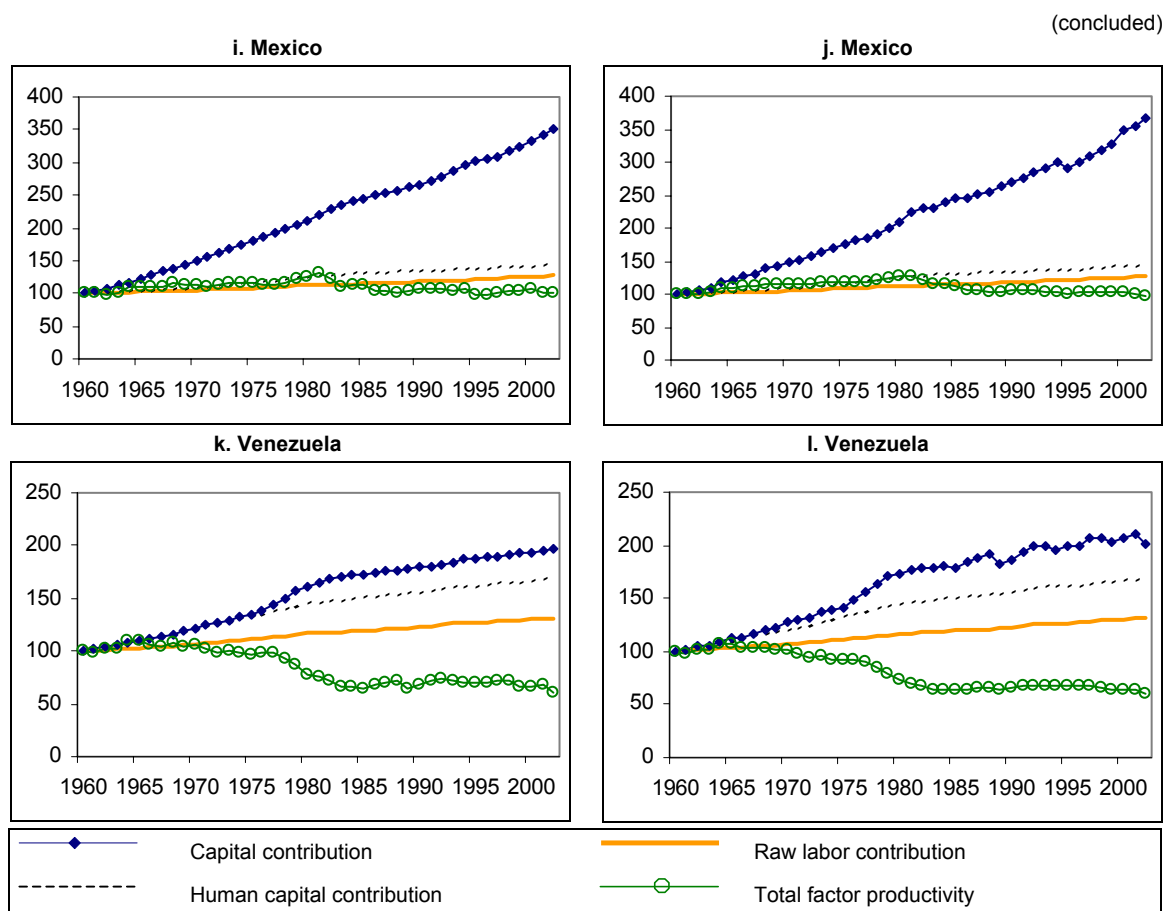 (concluded)
i. Mexico
400
350
300
250
200
150
100
50
0
1960 1965 1970 1975 1980 1985 1990 1995 2000
j. Mexico
400
350
300
250
200
150
100
50
0
1960 1965 1970 1975 1980 1985 1990 1995 2000
k. Venezuela
250
200
150
100
50
0
1960 1965 1970 1975 1980 1985 1990 1995 2000
l. Venezuela
250
200
150
100
50
0
1960 1965 1970 1975 1980 1985 1990 1995 2000
Capital contribution
Raw labor contribution
Human capital contribution
Total factor productivity